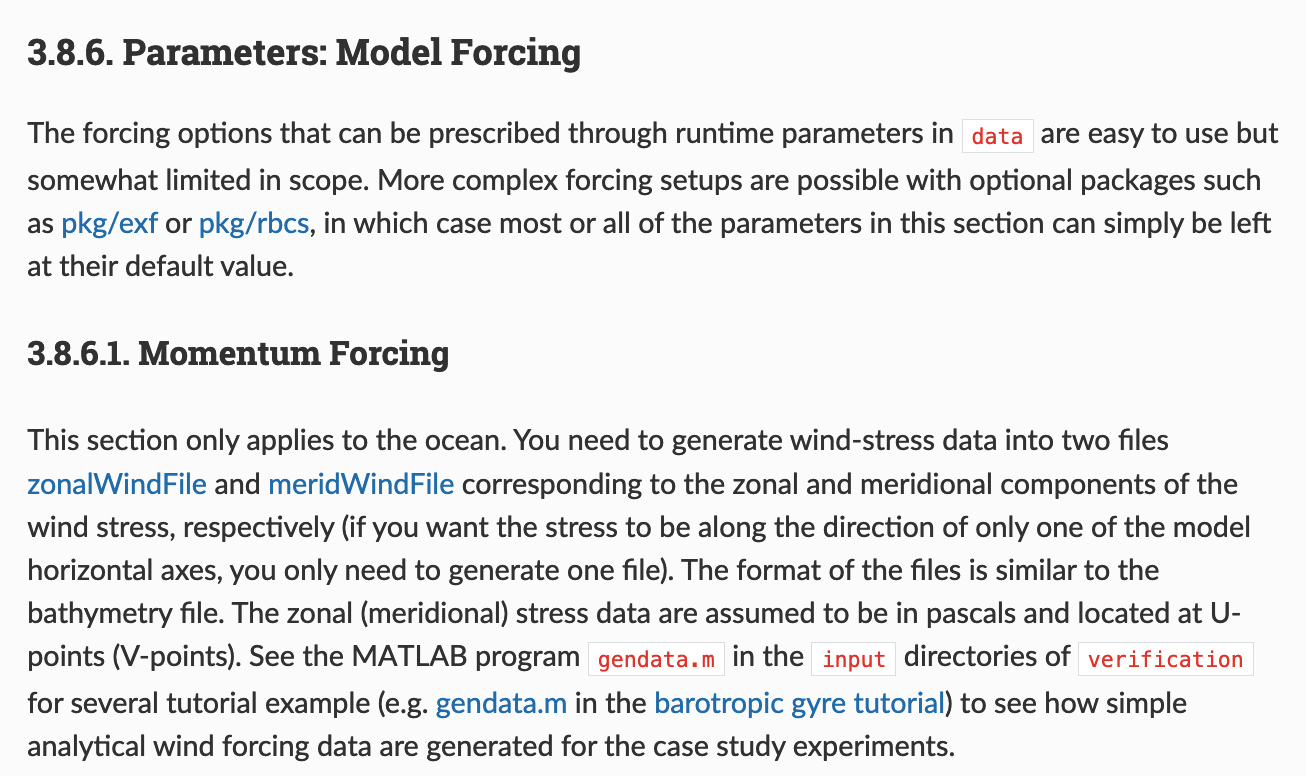 3.8.6. Parameters: Model Forcing
The forcing options that can be prescribed through runtime parameters in data are easy to use but
somewhat limited in scope. More complex forcing setups are possible with optional packages such
as pkg/exf or pkg/rbcs, in which case most or all of the parameters in this section can simply be left
at their default value.
3.8.6.1. Momentum Forcing
This section only applies to the ocean. You need to generate wind-stress data into two files
zonalWindFile and meridWindFile corresponding to the zonal and meridional components of the
wind stress, respectively (if you want the stress to be along the direction of only one of the model
horizontal axes, you only need to generate one file). The format of the files is similar to the
bathymetry file. The zonal (meridional) stress data are assumed to be in pascals and located at U-
points (V-points). See the MATLAB program gendata.m in the input directories of verification
for several tutorial example (e.g. gendata.m in the barotropic gyre tutorial) to see how simple
analytical wind forcing data are generated for the case study experiments.